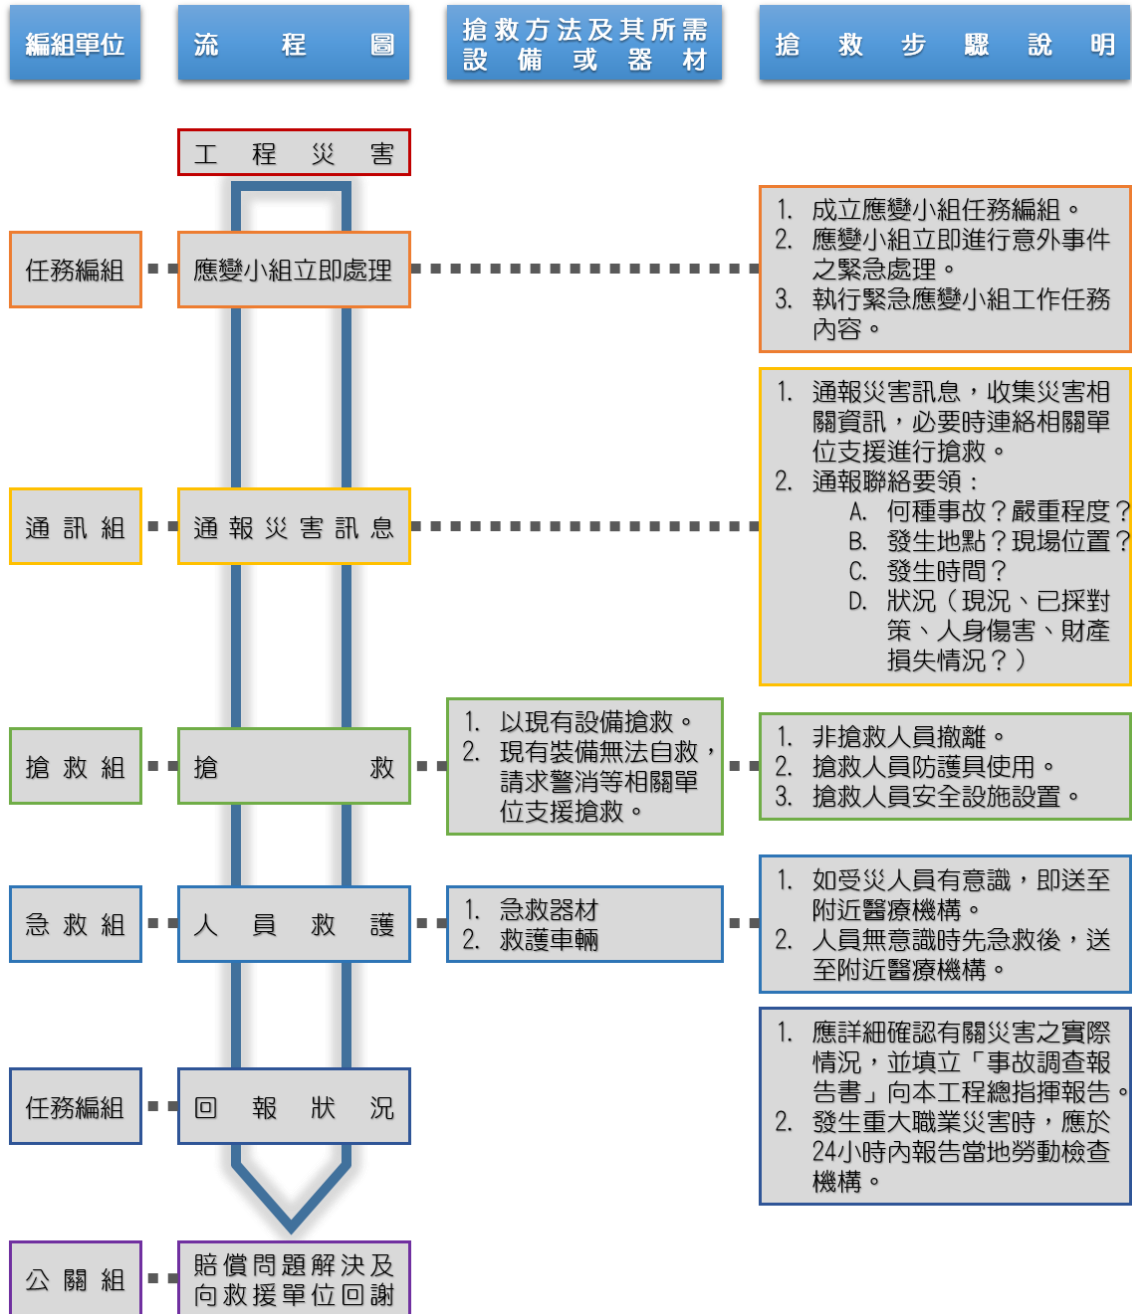 編組單位
流程圖
搶救方法及其所需
設備或器材
搶救步驟說明
工程災害
任務編組
應變小組立即處理
1. 成立應變小組任務編組。
2. 應變小組立即進行意外事件
之緊急處理。
3. 執行緊急應變小組工作任務
內容。
通訊組
通報災害訊息
1. 通報災害訊息，收集災害相
關資訊，必要時連絡相關單
位支援進行搶救。
2. 通報聯絡要領：
A. 何種事故？嚴重程度？
B. 發生地點？現場位置？
C. 發生時間？
D. 狀況（現況、已採對
策、人身傷害、財產
損失情況？）
搶救組
搶救
1. 以現有設備搶救。
2. 現有裝備無法自救，
請求警消等相關單
位支援搶救。
1. 非搶救人員撤離。
2. 搶救人員防護具使用。
3. 搶救人員安全設施設置。
急救組
人員救護
1. 急救器材
2. 救護車輛
1. 如受災人員有意識，即送至
附近醫療機構。
2. 人員無意識時先急救後，送
至附近醫療機構。
任務編組
回報狀況
1. 應詳細確認有關災害之實際
情況，並填立「事故調查報
告書」向本工程總指揮報告。
2. 發生重大職業災害時，應於
24小時內報告當地勞動檢查
機構。
公關組
賠償問題解決及
向救援單位回謝